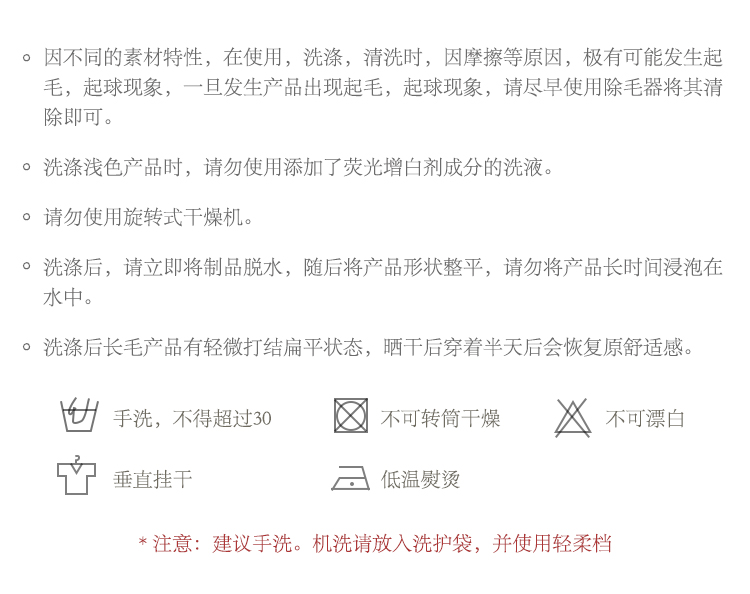 因不同的素材特性，在使用，洗涤，清洗时，因摩擦等原因，极有可能发生起
毛，起球现象，一旦发生产品出现起毛，起球现象，请尽早使用除毛器将其清
除即可。
洗涤浅色产品时，请勿使用添加了荧光增白剂成分的洗液。
请勿使用旋转式干燥机。
洗涤后，请立即将制品脱水，随后将产品形状整平，请勿将产品长时间浸泡在
水中。
洗涤后长毛产品有轻微打结扁平状态，晒干后穿着半天后会恢复原舒适感。
手洗，不得超过30
不可转筒干燥
不可漂白
垂直挂干
低温熨烫
* 注意：建议手洗。机洗请放入洗护袋，并使用轻柔档